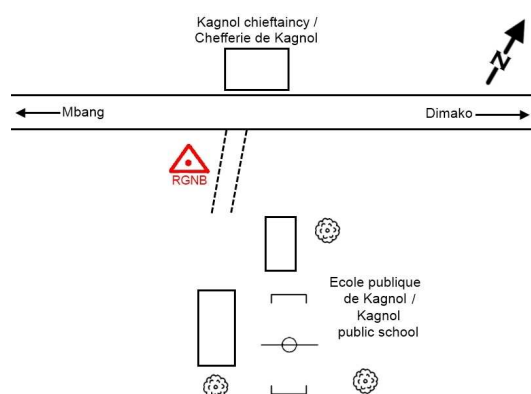 Kagnol chieftaincy /
Chefferie de Kagnol
N
Mbang
Dimako
RGNB
Ecole publique
de Kagnol /
Kagnol
public school